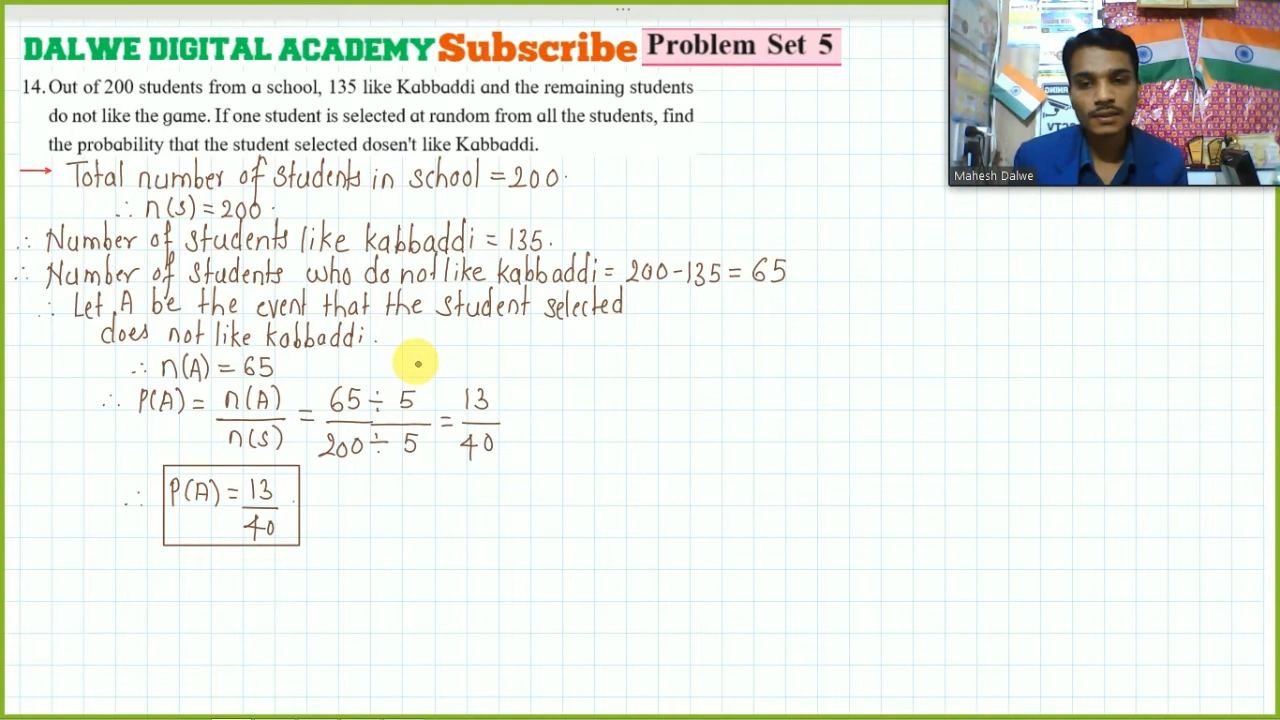 DALWE DIGITAL ACADEMY Subscribe Problem Set 5
14. Out of 200 students from a school, 135 like Kabbaddi and the remaining students
do not like the game. If one student is selected at random from all the students, find
the probability that the student selected dosen't like Kabbaddi.
→ Total number of students in school = 200.
∴ n(S) = 200.
∴ Number of students like kabbaddi = 135.
∴ Number of students who do not like kabbaddi = 200 - 135 = 65
∴ Let A be the event that the student selected
does not like kabbaddi.
∴ n(A) = 65
∴ P(A) = n(A)/n(S) = 65 ÷ 5/200 ÷ 5 = 13/40
∴ P(A) = 13/40
Mahesh Dalwe